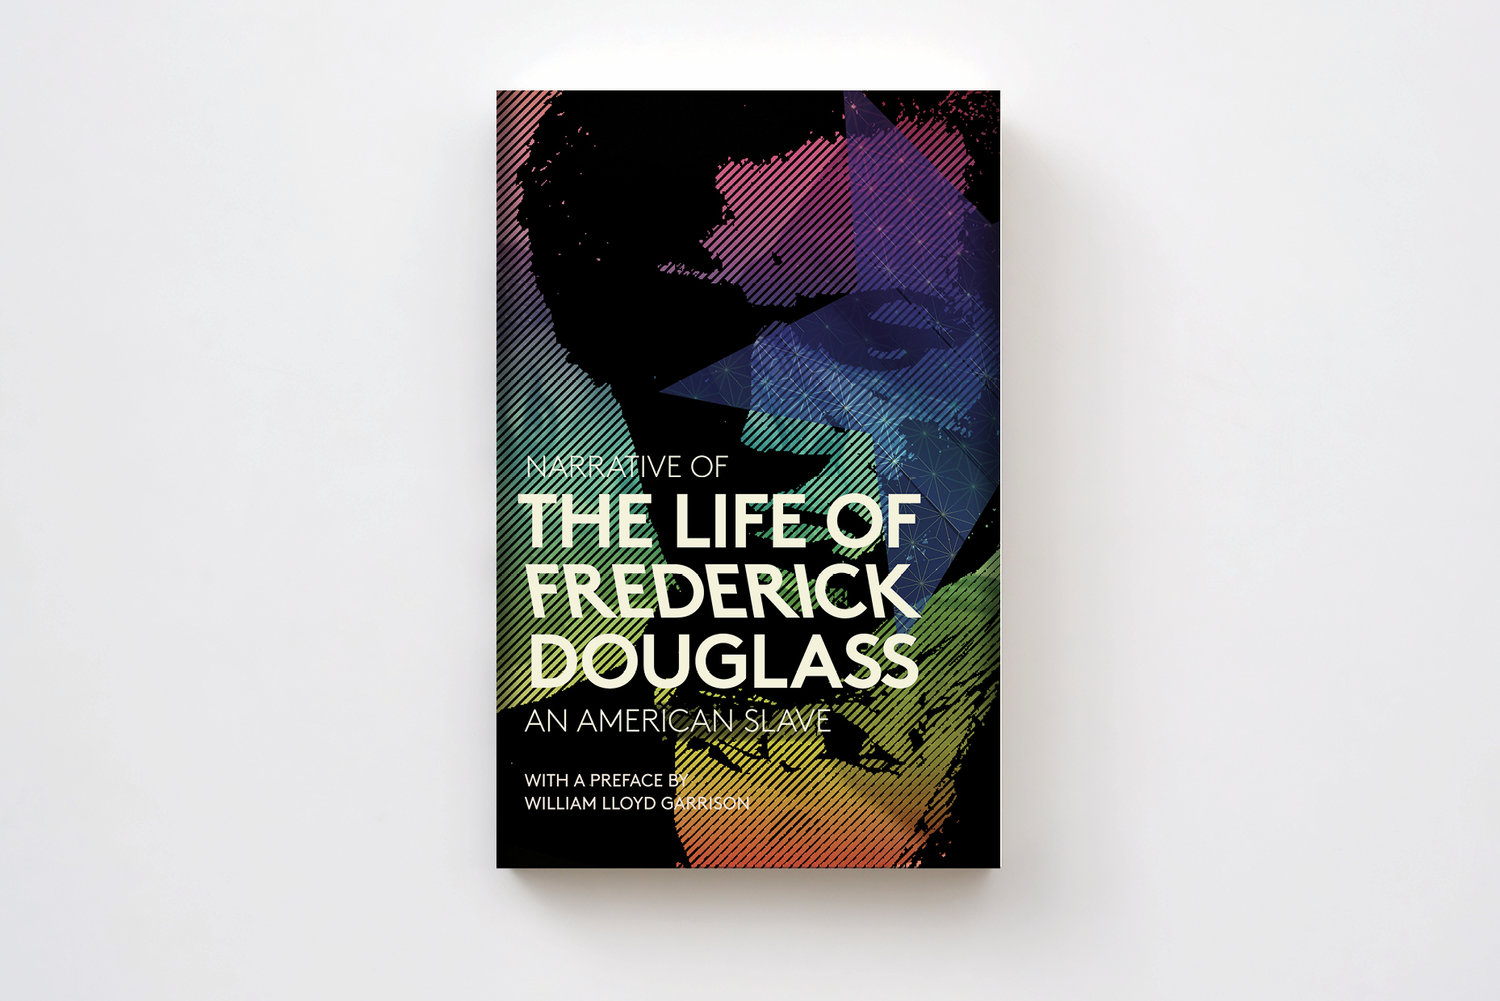 NARRATIVE OF
THE LIFE OF
FREDERICK
DOUGLASS
AN AMERICAN SLAVE
WITH A PREFACE BY
WILLIAM LLOYD GARRISON